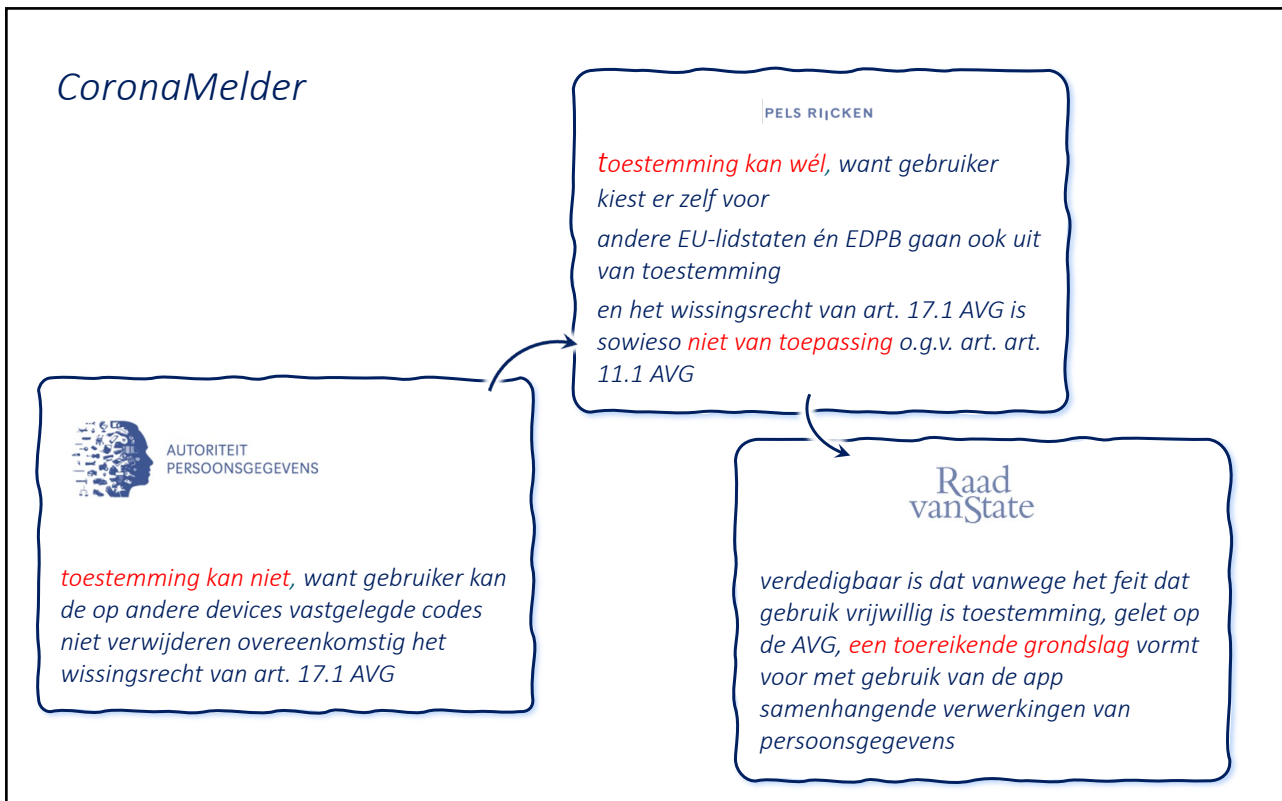 CoronaMelder
AUTORITEIT
PERSOONSGEGEVENS
toestemming kan niet, want gebruiker kan
de op andere devices vastgelegde codes
niet verwijderen overeenkomstig het
wissingsrecht van art. 17.1 AVG
PELS RIJCKEN
toestemming kan wél, want gebruiker
kiest er zelf voor
andere EU-lidstaten én EDPB gaan ook uit
van toestemming
en het wissingsrecht van art. 17.1 AVG is
sowieso niet van toepassing o.g.v. art. art.
11.1 AVG
Raad
vanState
verdedigbaar is dat vanwege het feit dat
gebruik vrijwillig is toestemming, gelet op
de AVG, een toereikende grondslag vormt
voor met gebruik van de app
samenhangende verwerkingen van
persoonsgegevens